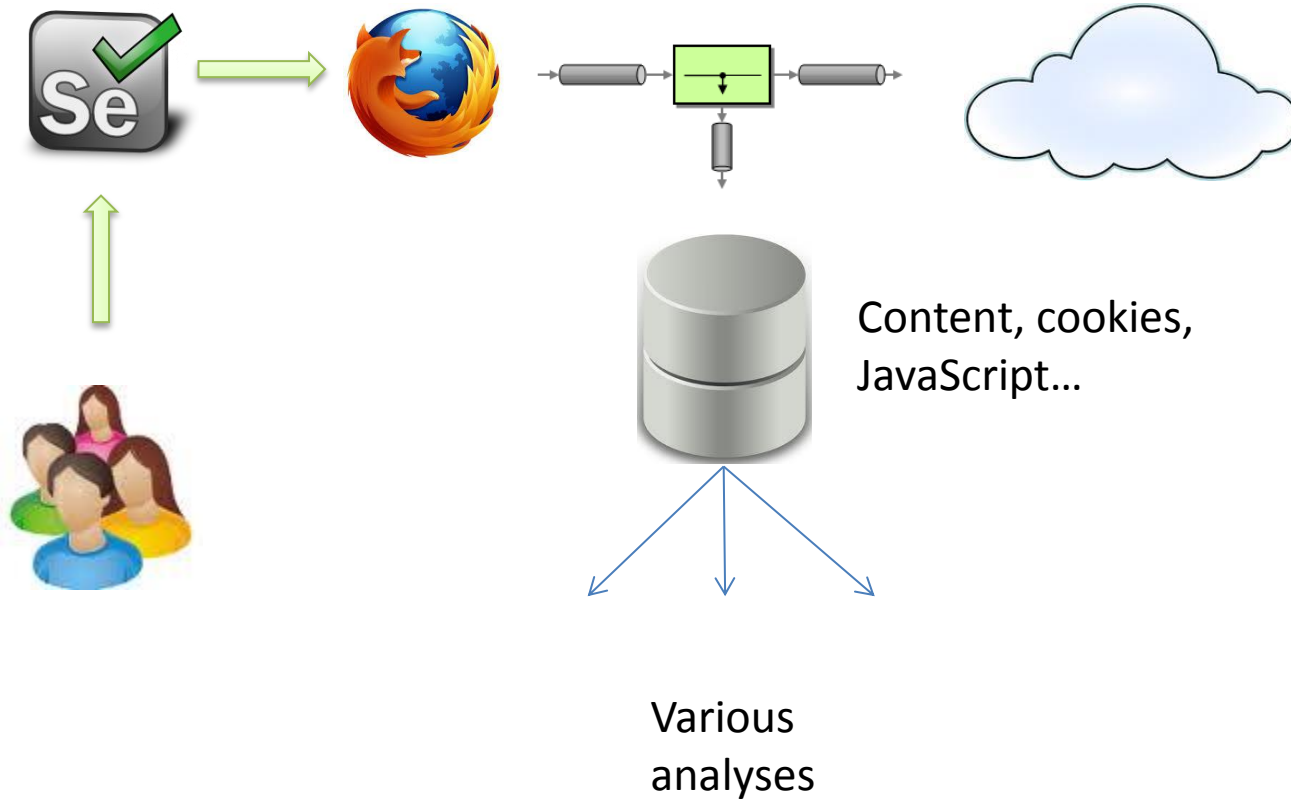 Se
Content, cookies,
JavaScript…
Various
analyses